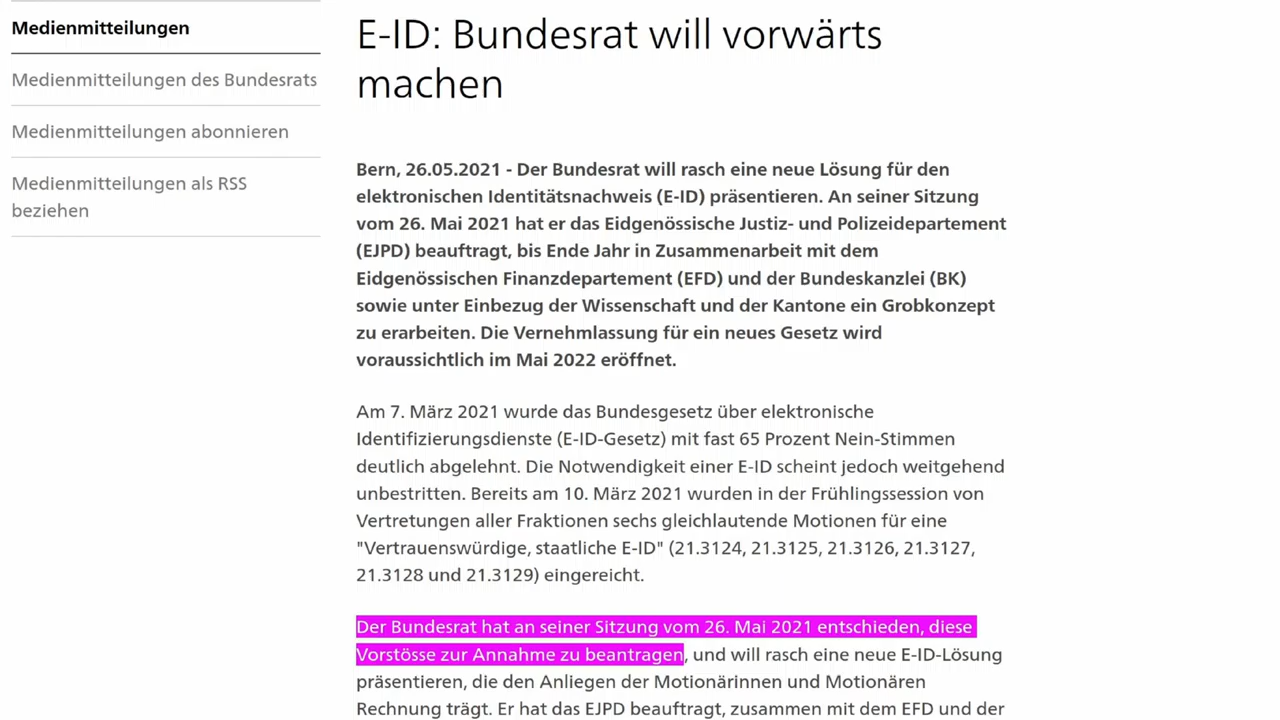 Medienmitteilungen
Medienmitteilungen des Bundesrats
Medienmitteilungen abonnieren
Medienmitteilungen als RSS
beziehen
E-ID: Bundesrat will vorwärts
machen
Bern, 26.05.2021 - Der Bundesrat will rasch eine neue Lösung für den
elektronischen Identitätsnachweis (E-ID) präsentieren. An seiner Sitzung
vom 26. Mai 2021 hat er das Eidgenössische Justiz- und Polizeidepartement
(EJPD) beauftragt, bis Ende Jahr in Zusammenarbeit mit dem
Eidgenössischen Finanzdepartement (EFD) und der Bundeskanzlei (BK)
sowie unter Einbezug der Wissenschaft und der Kantone ein Grobkonzept
zu erarbeiten. Die Vernehmlassung für ein neues Gesetz wird
voraussichtlich im Mai 2022 eröffnet.
Am 7. März 2021 wurde das Bundesgesetz über elektronische
Identifizierungsdienste (E-ID-Gesetz) mit fast 65 Prozent Nein-Stimmen
deutlich abgelehnt. Die Notwendigkeit einer E-ID scheint jedoch weitgehend
unbestritten. Bereits am 10. März 2021 wurden in der Frühlingssession von
Vertretungen aller Fraktionen sechs gleichlautende Motionen für eine
"Vertrauenswürdige, staatliche E-ID" (21.3124, 21.3125, 21.3126, 21.3127,
21.3128 und 21.3129) eingereicht.
Der Bundesrat hat an seiner Sitzung vom 26. Mai 2021 entschieden, diese
Vorstösse zur Annahme zu beantragen, und will rasch eine neue E-ID-Lösung
präsentieren, die den Anliegen der Motionärinnen und Motionären
Rechnung trägt. Er hat das EJPD beauftragt, zusammen mit dem EFD und der